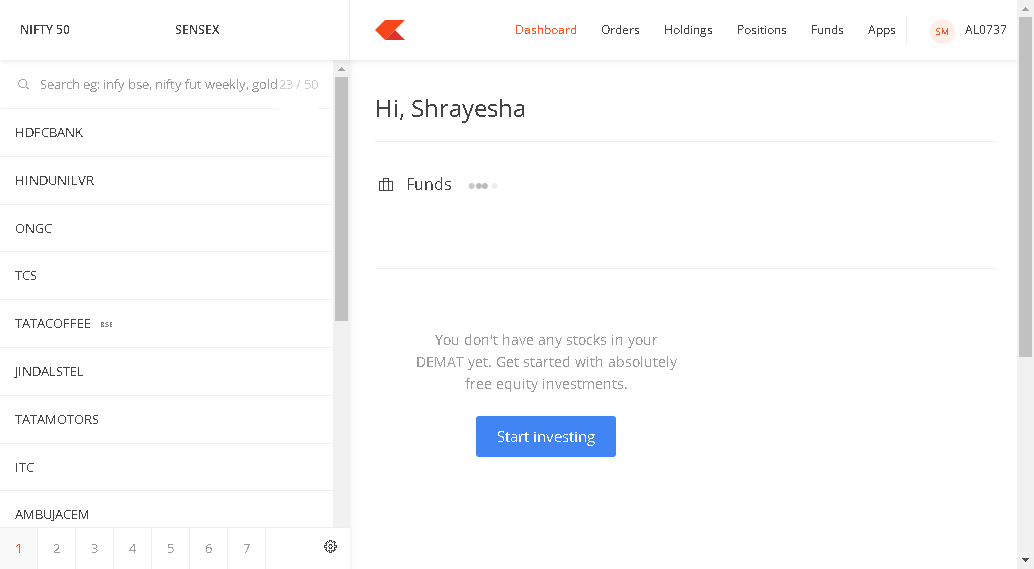 NIFTY 50
SENSEX
Dashboard
Orders
Holdings
Positions
Funds
Apps
SM
AL0737
Search eg: infy bse, nifty fut weekly, gold
23 / 50
HDFCBANK
HINDUNILVR
ONGC
TCS
TATACOFFEE BSE
JINDALSTEL
TATAMOTORS
ITC
AMBUJACEM
1 2 3 4 5 6 7
Hi, Shrayesha
Funds
You don't have any stocks in your
DEMAT yet. Get started with absolutely
free equity investments.
Start investing